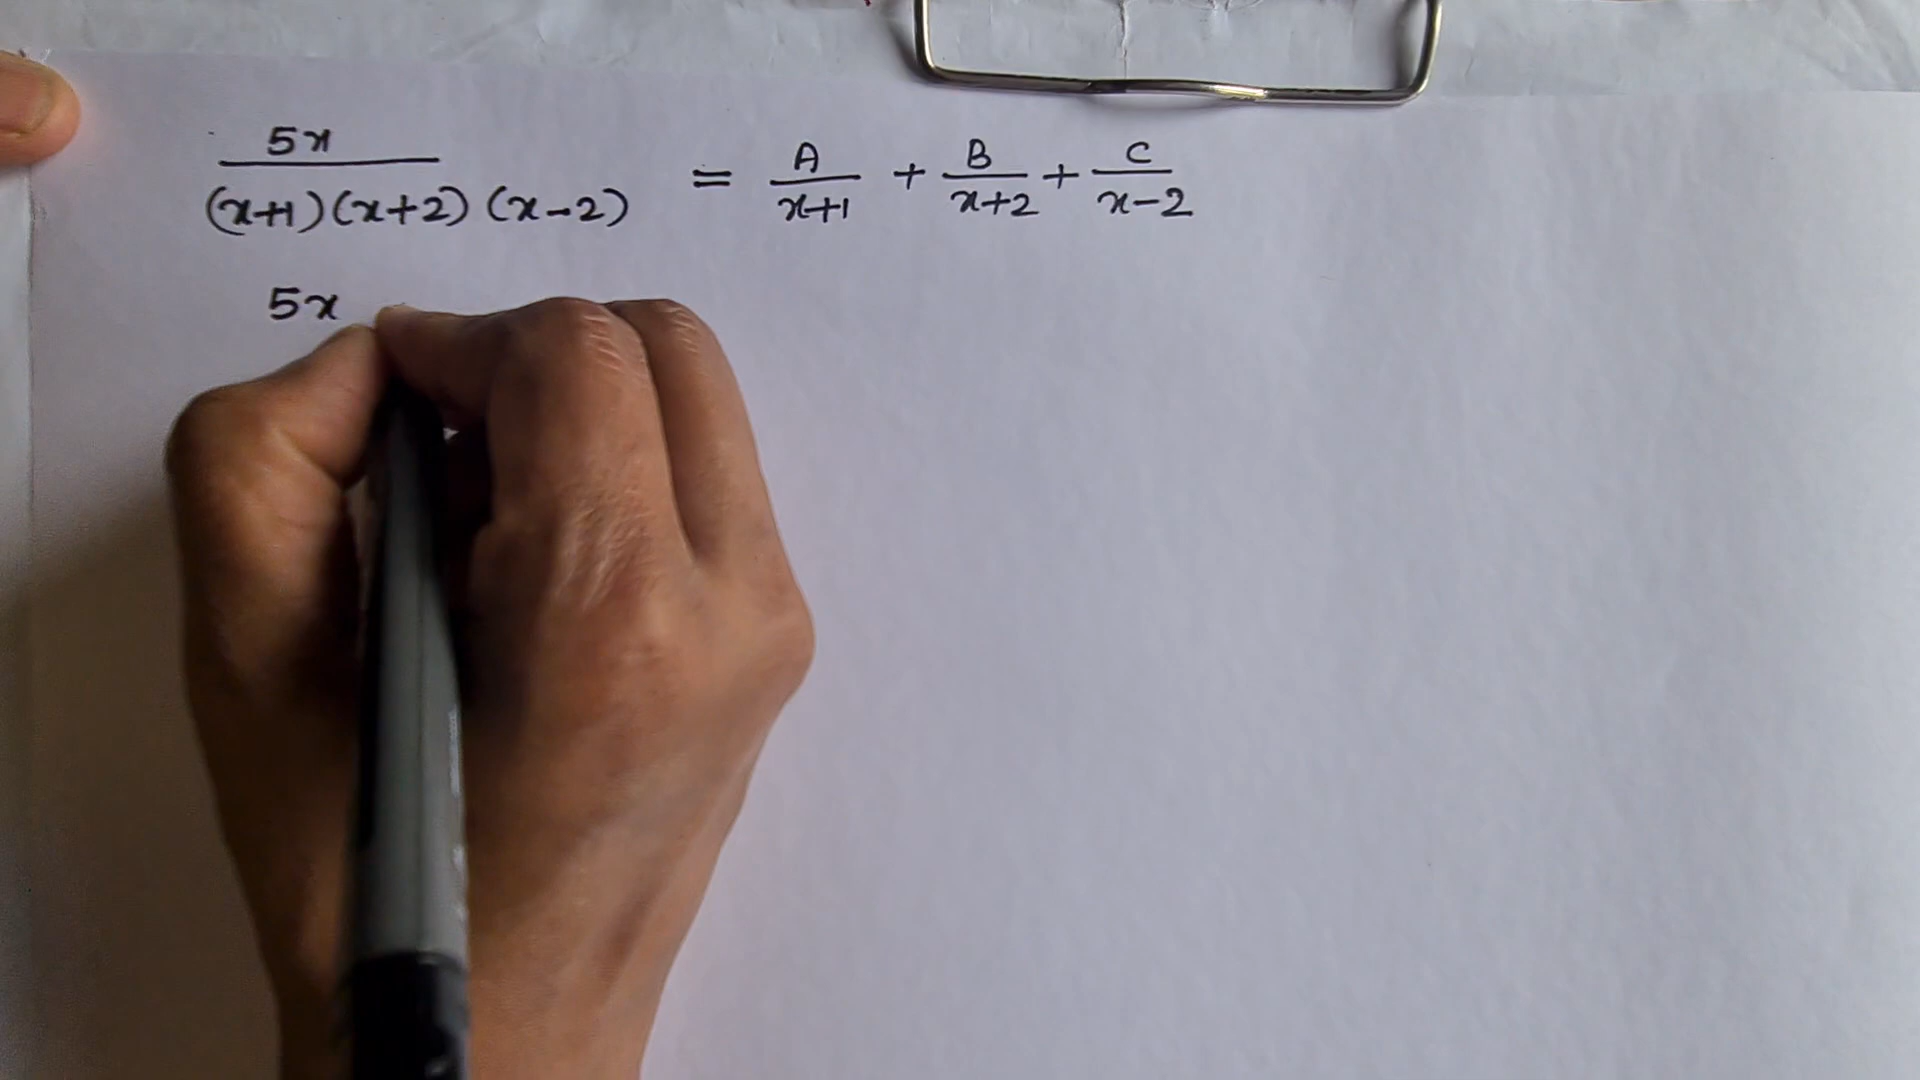 5x / (x+1)(x+2)(x-2) = A/x+1 + B/x+2 + C/x-2
5x